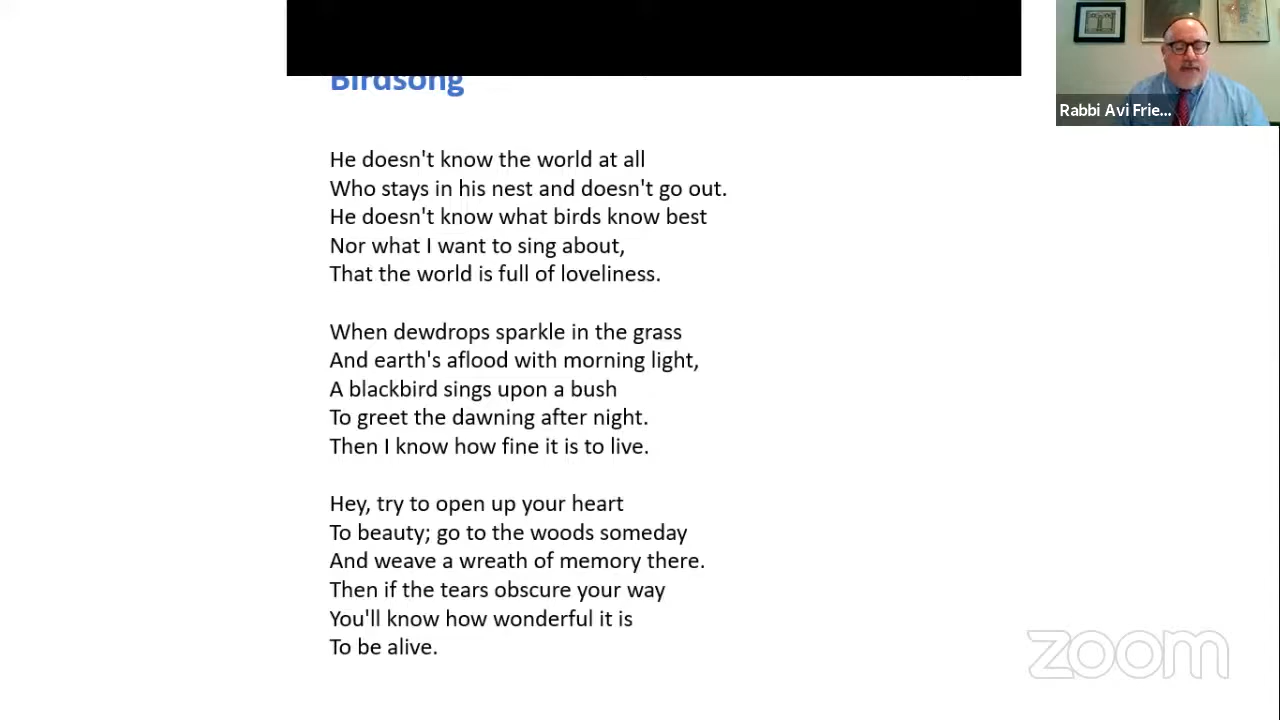 Birdsong
Rabbi Avi Frie...
He doesn't know the world at all
Who stays in his nest and doesn't go out.
He doesn't know what birds know best
Nor what I want to sing about,
That the world is full of loveliness.
When dewdrops sparkle in the grass
And earth's aflood with morning light,
A blackbird sings upon a bush
To greet the dawning after night.
Then I know how fine it is to live.
Hey, try to open up your heart
To beauty; go to the woods someday
And weave a wreath of memory there.
Then if the tears obscure your way
You'll know how wonderful it is
To be alive.
zoom